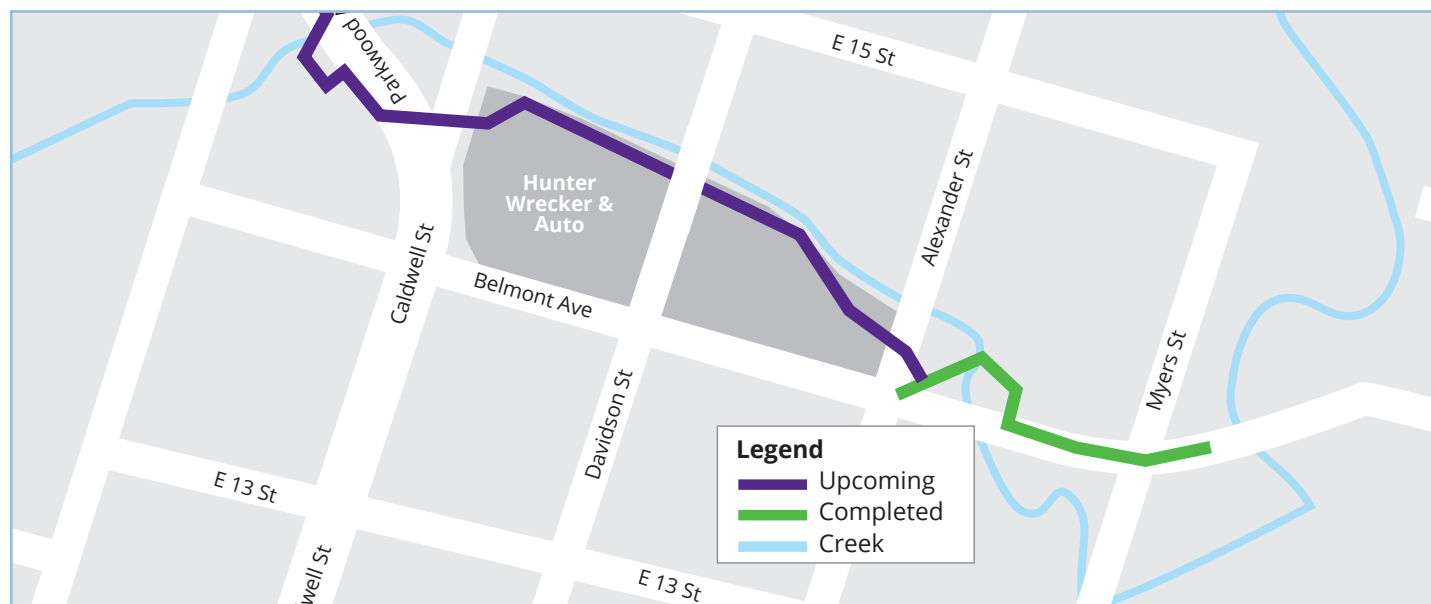 Parkwood
E 15 St
Hunter
Wrecker &
Auto
Alexander St
Caldwell St
Belmont Ave
Myers St
Davidson St
Legend
Upcoming
Completed
Creek
E 13 St
E 13 St
well St